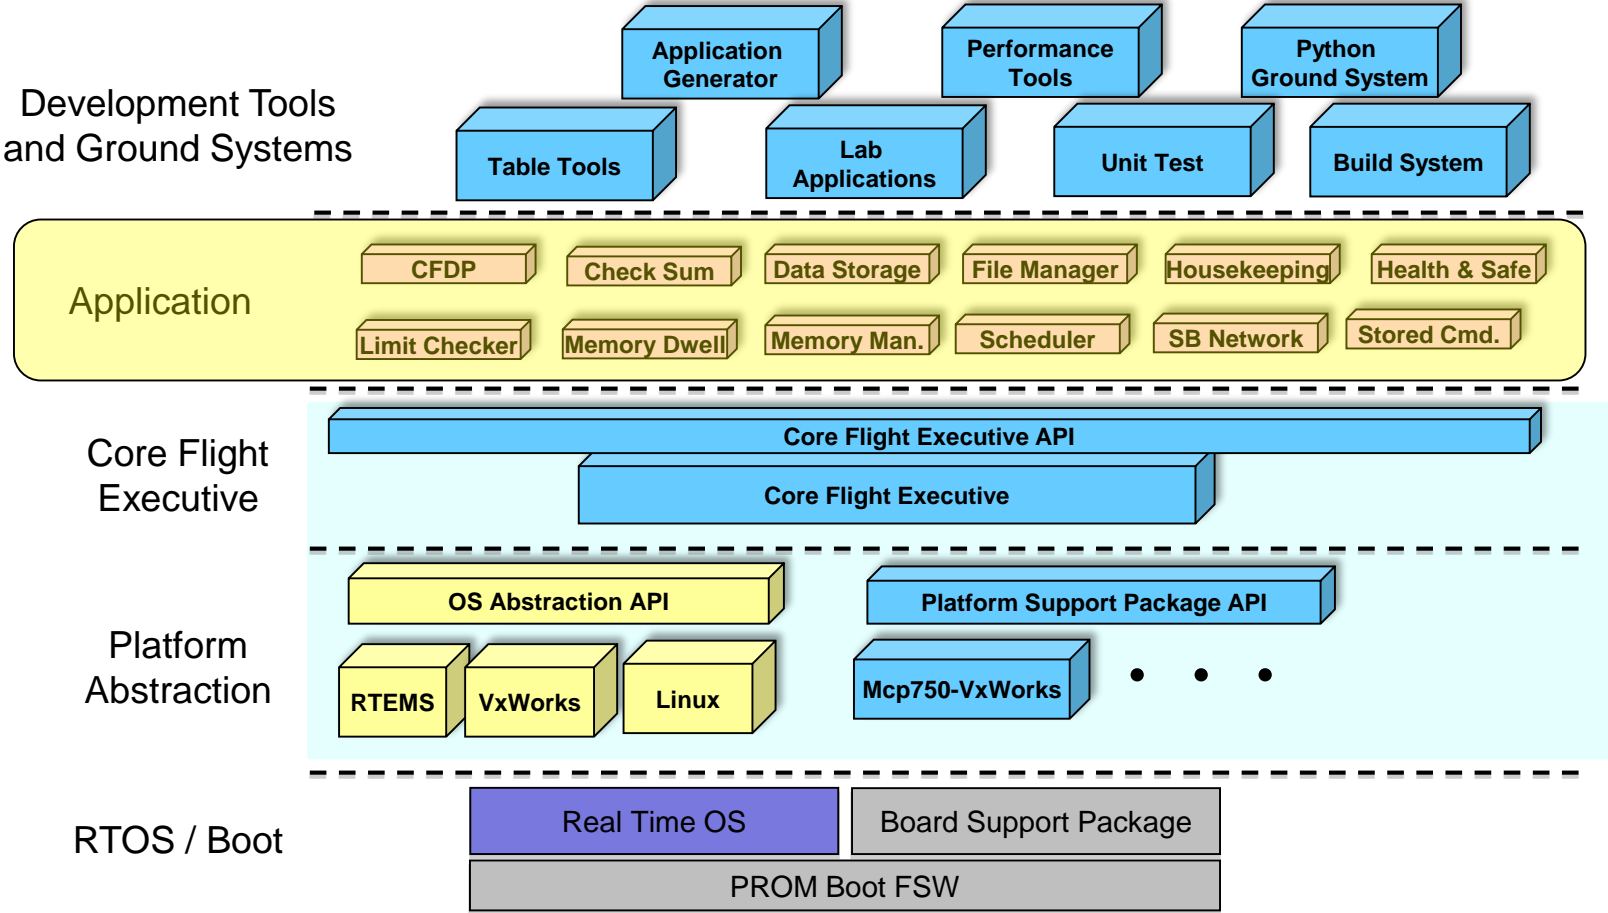 Application
Generator
Performance
Tools
Python
Ground System
Development Tools
and Ground Systems
Table Tools
Lab
Applications
Unit Test
Build System
Application
CFDP
Check Sum
Data Storage
File Manager
Housekeeping
Health & Safe
Limit Checker
Memory Dwell
Memory Man.
Scheduler
SB Network
Stored Cmd.
Core Flight
Executive
Core Flight Executive API
Core Flight Executive
Platform
Abstraction
OS Abstraction API
Platform Support Package API
RTEMS
VxWorks
Linux
Mcp750-VxWorks
• • •
RTOS / Boot
Real Time OS
Board Support Package
PROM Boot FSW